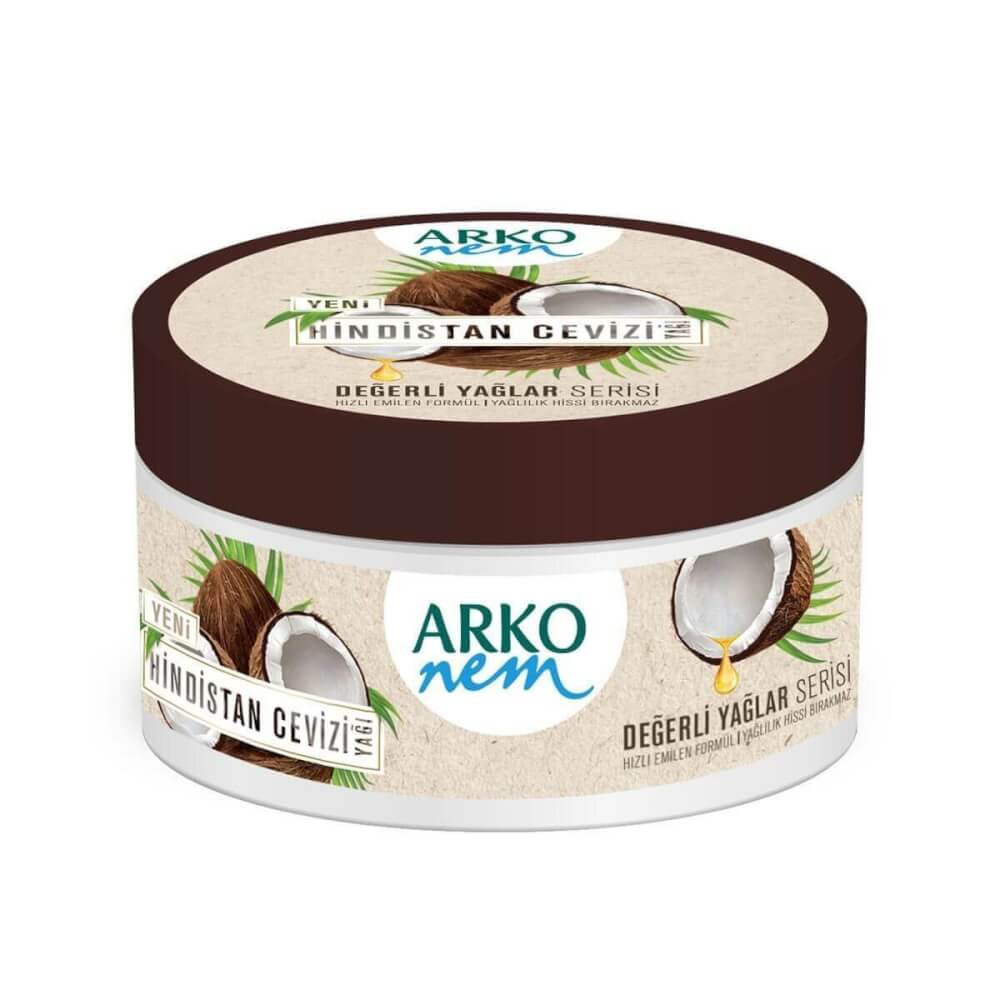 ARKO
nem
YENİ
HİNDİSTAN CEVİZİ
YAĞI
DEĞERLİ YAĞLAR SERİSİ
HIZLI EMİLEN FORMÜL | YAĞLILIK HİSSİ BIRAKMAZ
YENİ
HİNDİSTAN CEVİZİ
YAĞI
ARKO
nem
DEĞERLİ YAĞLAR SERİSİ
HIZLI EMİLEN FORMÜL | YAĞLILIK HİSSİ BIRAKMAZ